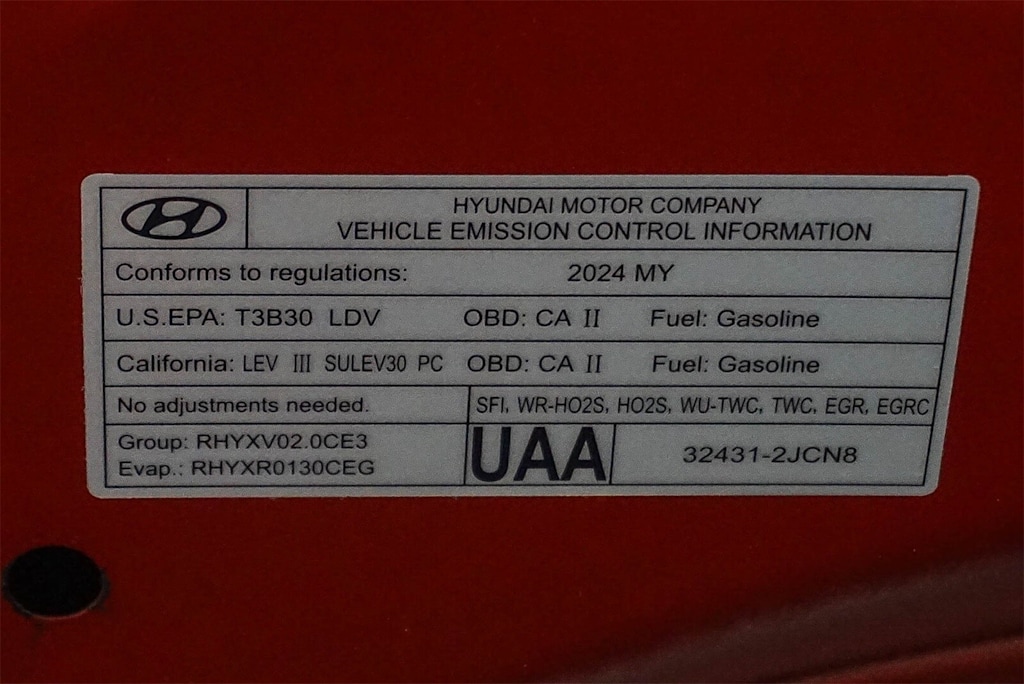 HYUNDAI MOTOR COMPANY
VEHICLE EMISSION CONTROL INFORMATION
Conforms to regulations: 2024 MY
U.S.EPA: T3B30 LDV OBD: CA II Fuel: Gasoline
California: LEV III SULEV30 PC OBD: CA II Fuel: Gasoline
No adjustments needed. SFI, WR-HO2S, HO2S, WU-TWC, TWC, EGR, EGRC
Group: RHYXV02.0CE3
Evap.: RHYXR0130CEG
UAA
32431-2JCN8